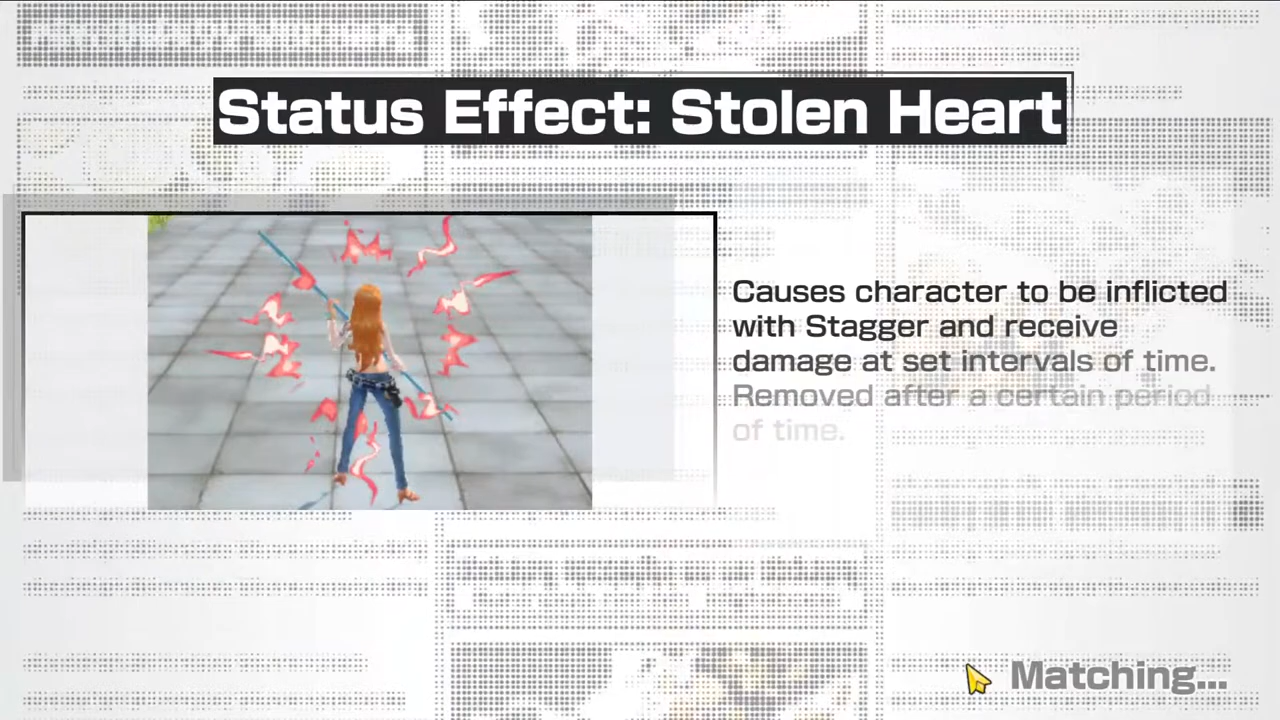 Status Effect: Stolen Heart
Causes character to be inflicted
with Stagger and receive
damage at set intervals of time.
Removed after a certain period
of time.
Matching...